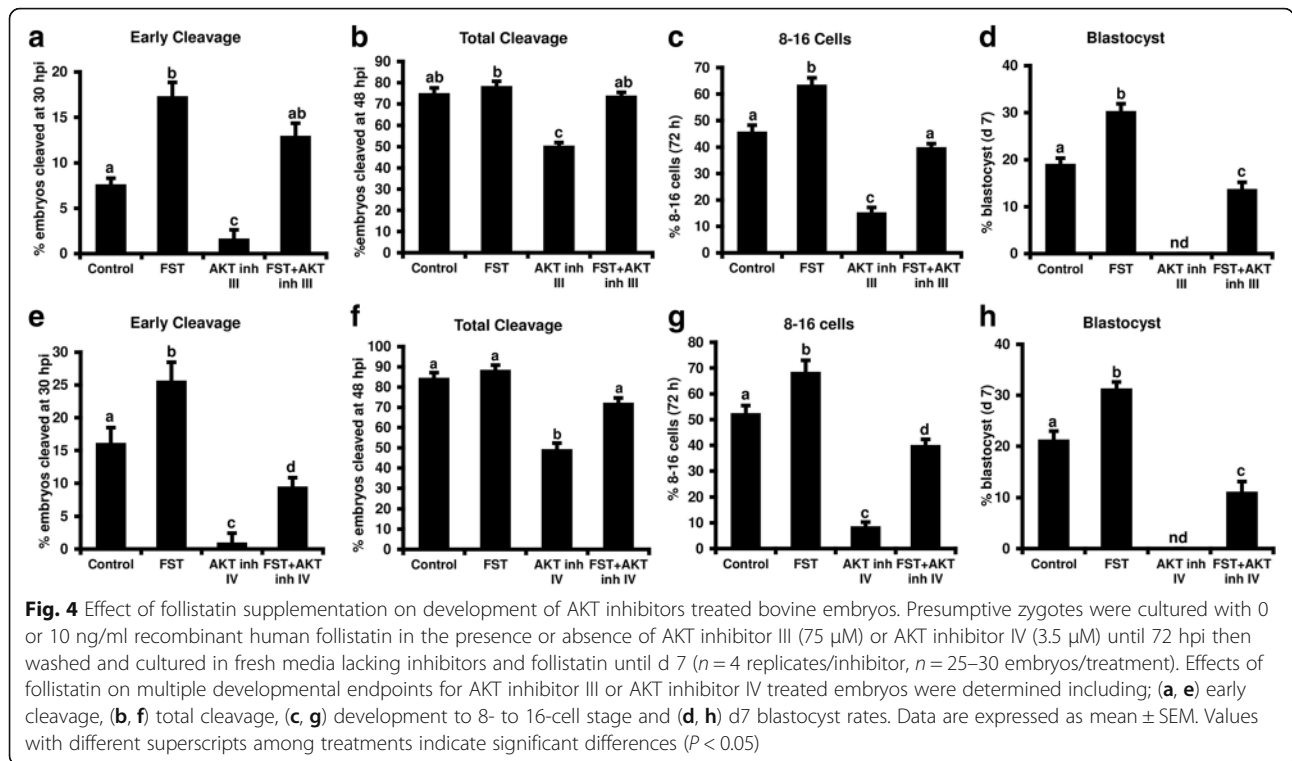 a
Early Cleavage
% embryos cleaved at 30 hpi
20
15
10
5
0
a
b
c
ab
Control FST AKT inh III FST+AKT inh III
b
Total Cleavage
%embryos cleaved at 48 hpi
100
90
80
70
60
50
40
30
20
10
0
ab
b
c
ab
Control FST AKT inh III FST+AKT inh III
c
8-16 Cells
% 8-16 cells (72 h)
70
60
50
40
30
20
10
0
a
b
c
a
Control FST AKT inh III FST+AKT inh III
d
Blastocyst
% blastocyst (d 7)
40
30
20
10
0
a
b
nd
c
Control FST AKT inh III FST+AKT inh III
e
Early Cleavage
% embryos cleaved at 30 hpi
30
25
20
15
10
5
0
a
b
c
d
Control FST AKT inh IV FST+AKT inh IV
f
Total Cleavage
% embryos cleaved at 48 hpi
100
90
80
70
60
50
40
30
20
10
0
a
a
b
a
Control FST AKT inh IV FST+AKT inh IV
g
8-16 cells
% 8-16 cells (72 h)
80
70
60
50
40
30
20
10
0
a
b
c
d
Control FST AKT inh IV FST+AKT inh IV
h
Blastocyst
% blastocyst (d 7)
40
30
20
10
0
a
b
nd
c
Control FST AKT inh IV FST+AKT inh IV
Fig. 4 Effect of follistatin supplementation on development of AKT inhibitors treated bovine embryos. Presumptive zygotes were cultured with 0
or 10 ng/ml recombinant human follistatin in the presence or absence of AKT inhibitor III (75 μM) or AKT inhibitor IV (3.5 μM) until 72 hpi then
washed and cultured in fresh media lacking inhibitors and follistatin until d 7 (n = 4 replicates/inhibitor, n = 25–30 embryos/treatment). Effects of
follistatin on multiple developmental endpoints for AKT inhibitor III or AKT inhibitor IV treated embryos were determined including; (a, e) early
cleavage, (b, f) total cleavage, (c, g) development to 8- to 16-cell stage and (d, h) d7 blastocyst rates. Data are expressed as mean ± SEM. Values
with different superscripts among treatments indicate significant differences (P < 0.05)